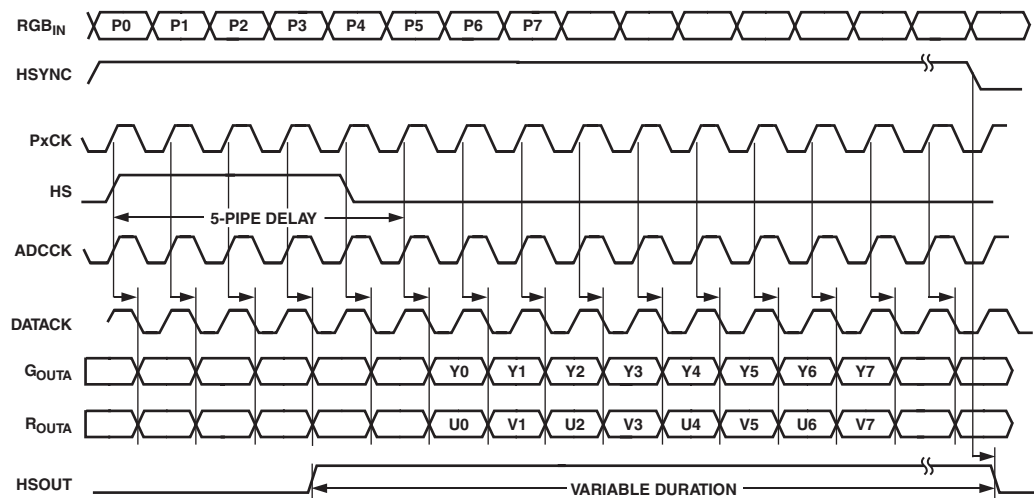 RGBIN P0 P1 P2 P3 P4 P5 P6 P7
HSYNC
PxCK
HS
5-PIPE DELAY
ADCCK
DATACK
GOUTA Y0 Y1 Y2 Y3 Y4 Y5 Y6 Y7
ROUTA U0 V1 U2 V3 U4 V5 U6 V7
HSOUT VARIABLE DURATION